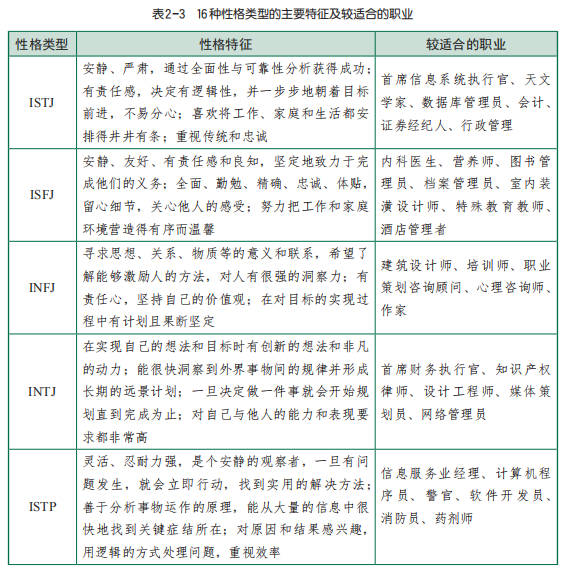 表2-3 16种性格类型的主要特征及较适合的职业
性格类型 性格特征 较适合的职业
ISTJ
安静、严肃，通过全面性与可靠性分析获得成功；
有责任感，决定有逻辑性，并一步步地朝着目标
前进，不易分心；喜欢将工作、家庭和生活都安
排得井井有条；重视传统和忠诚
首席信息系统执行官、天文
学家、数据库管理员、会计、
证券经纪人、行政管理
ISFJ
安静、友好、有责任感和良知，坚定地致力于完
成他们的义务；全面、勤勉、精确、忠诚、体贴，
留心细节，关心他人的感受；努力把工作和家庭
环境营造得有序而温馨
内科医生、营养师、图书管
理员、档案管理员、室内装
潢设计师、特殊教育教师、
酒店管理者
INFJ
寻求思想、关系、物质等的意义和联系，希望了
解能够激励人的方法，对人有很强的洞察力；有
责任心，坚持自己的价值观；在对目标的实现过
程中有计划且果断坚定
建筑设计师、培训师、职业
策划咨询顾问、心理咨询师、
作家
INTJ
在实现自己的想法和目标时有创新的想法和非凡
的动力；能很快洞察到外界事物间的规律并形成
长期的远景计划；一旦决定做一件事就会开始规
划直到完成为止；对自己与他人的能力和表现要
求都非常高
首席财务执行官、知识产权
律师、设计工程师、媒体策
划员、网络管理员
ISTP
灵活、忍耐力强，是个安静的观察者，一旦有问
题发生，就会立即行动，找到实用的解决方法；
善于分析事物运作的原理，能从大量的信息中很
快地找到关键症结所在；对原因和结果感兴趣，
用逻辑的方式处理问题，重视效率
信息服务业经理、计算机程
序员、警官、软件开发员、
消防员、药剂师